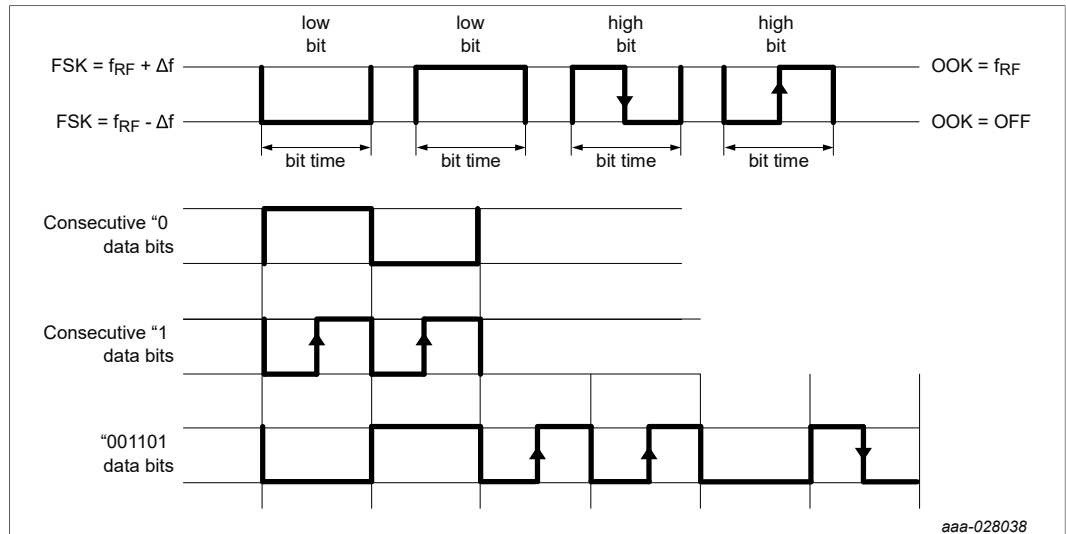 low
bit
low
bit
high
bit
high
bit
FSK = fRF + Δf
OOK = fRF
FSK = fRF - Δf
OOK = OFF
bit time
bit time
bit time
bit time
Consecutive “0
data bits
Consecutive “1
data bits
“001101
data bits
aaa-028038